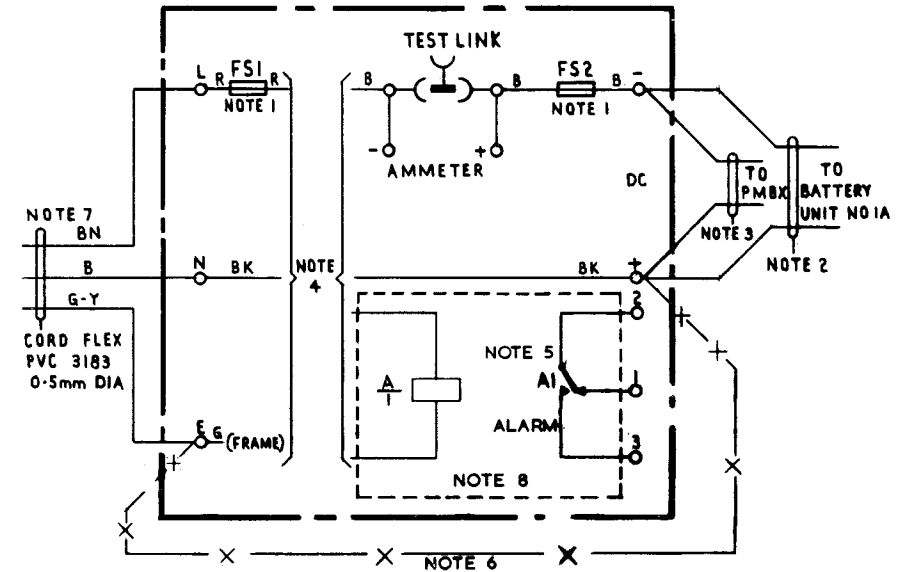 TEST LINK
L R FS1 R
NOTE 1
B
B
FS2
B -
NOTE 1
- +
AMMETER
DC
TO
PMBX
NOTE 3
TO
BATTERY
UNIT NO 1A
NOTE 2
NOTE 7
BN
B
G-Y
CORD FLEX
PVC 3183
0·5mm DIA
N BK
NOTE
4
BK +
2
NOTE 5
A1
1
ALARM
3
A
1
NOTE 8
E G (FRAME)
NOTE 6